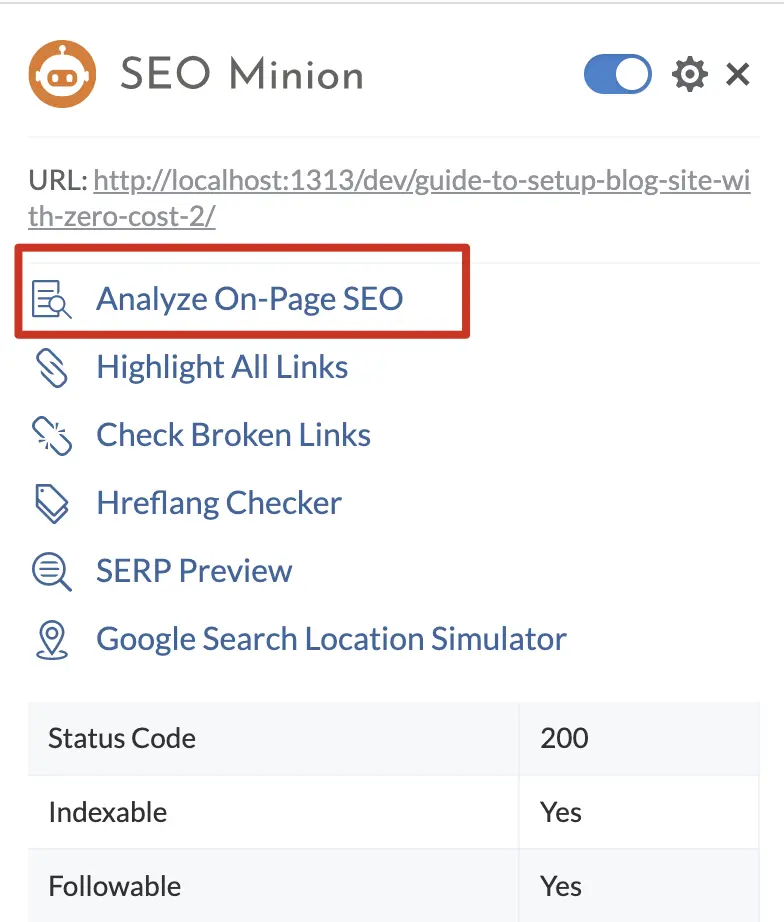 SEO Minion
URL: http://localhost:1313/dev/guide-to-setup-blog-site-wi
th-zero-cost-2/
Analyze On-Page SEO
Highlight All Links
Check Broken Links
Hreflang Checker
SERP Preview
Google Search Location Simulator
Status Code 200
Indexable Yes
Followable Yes